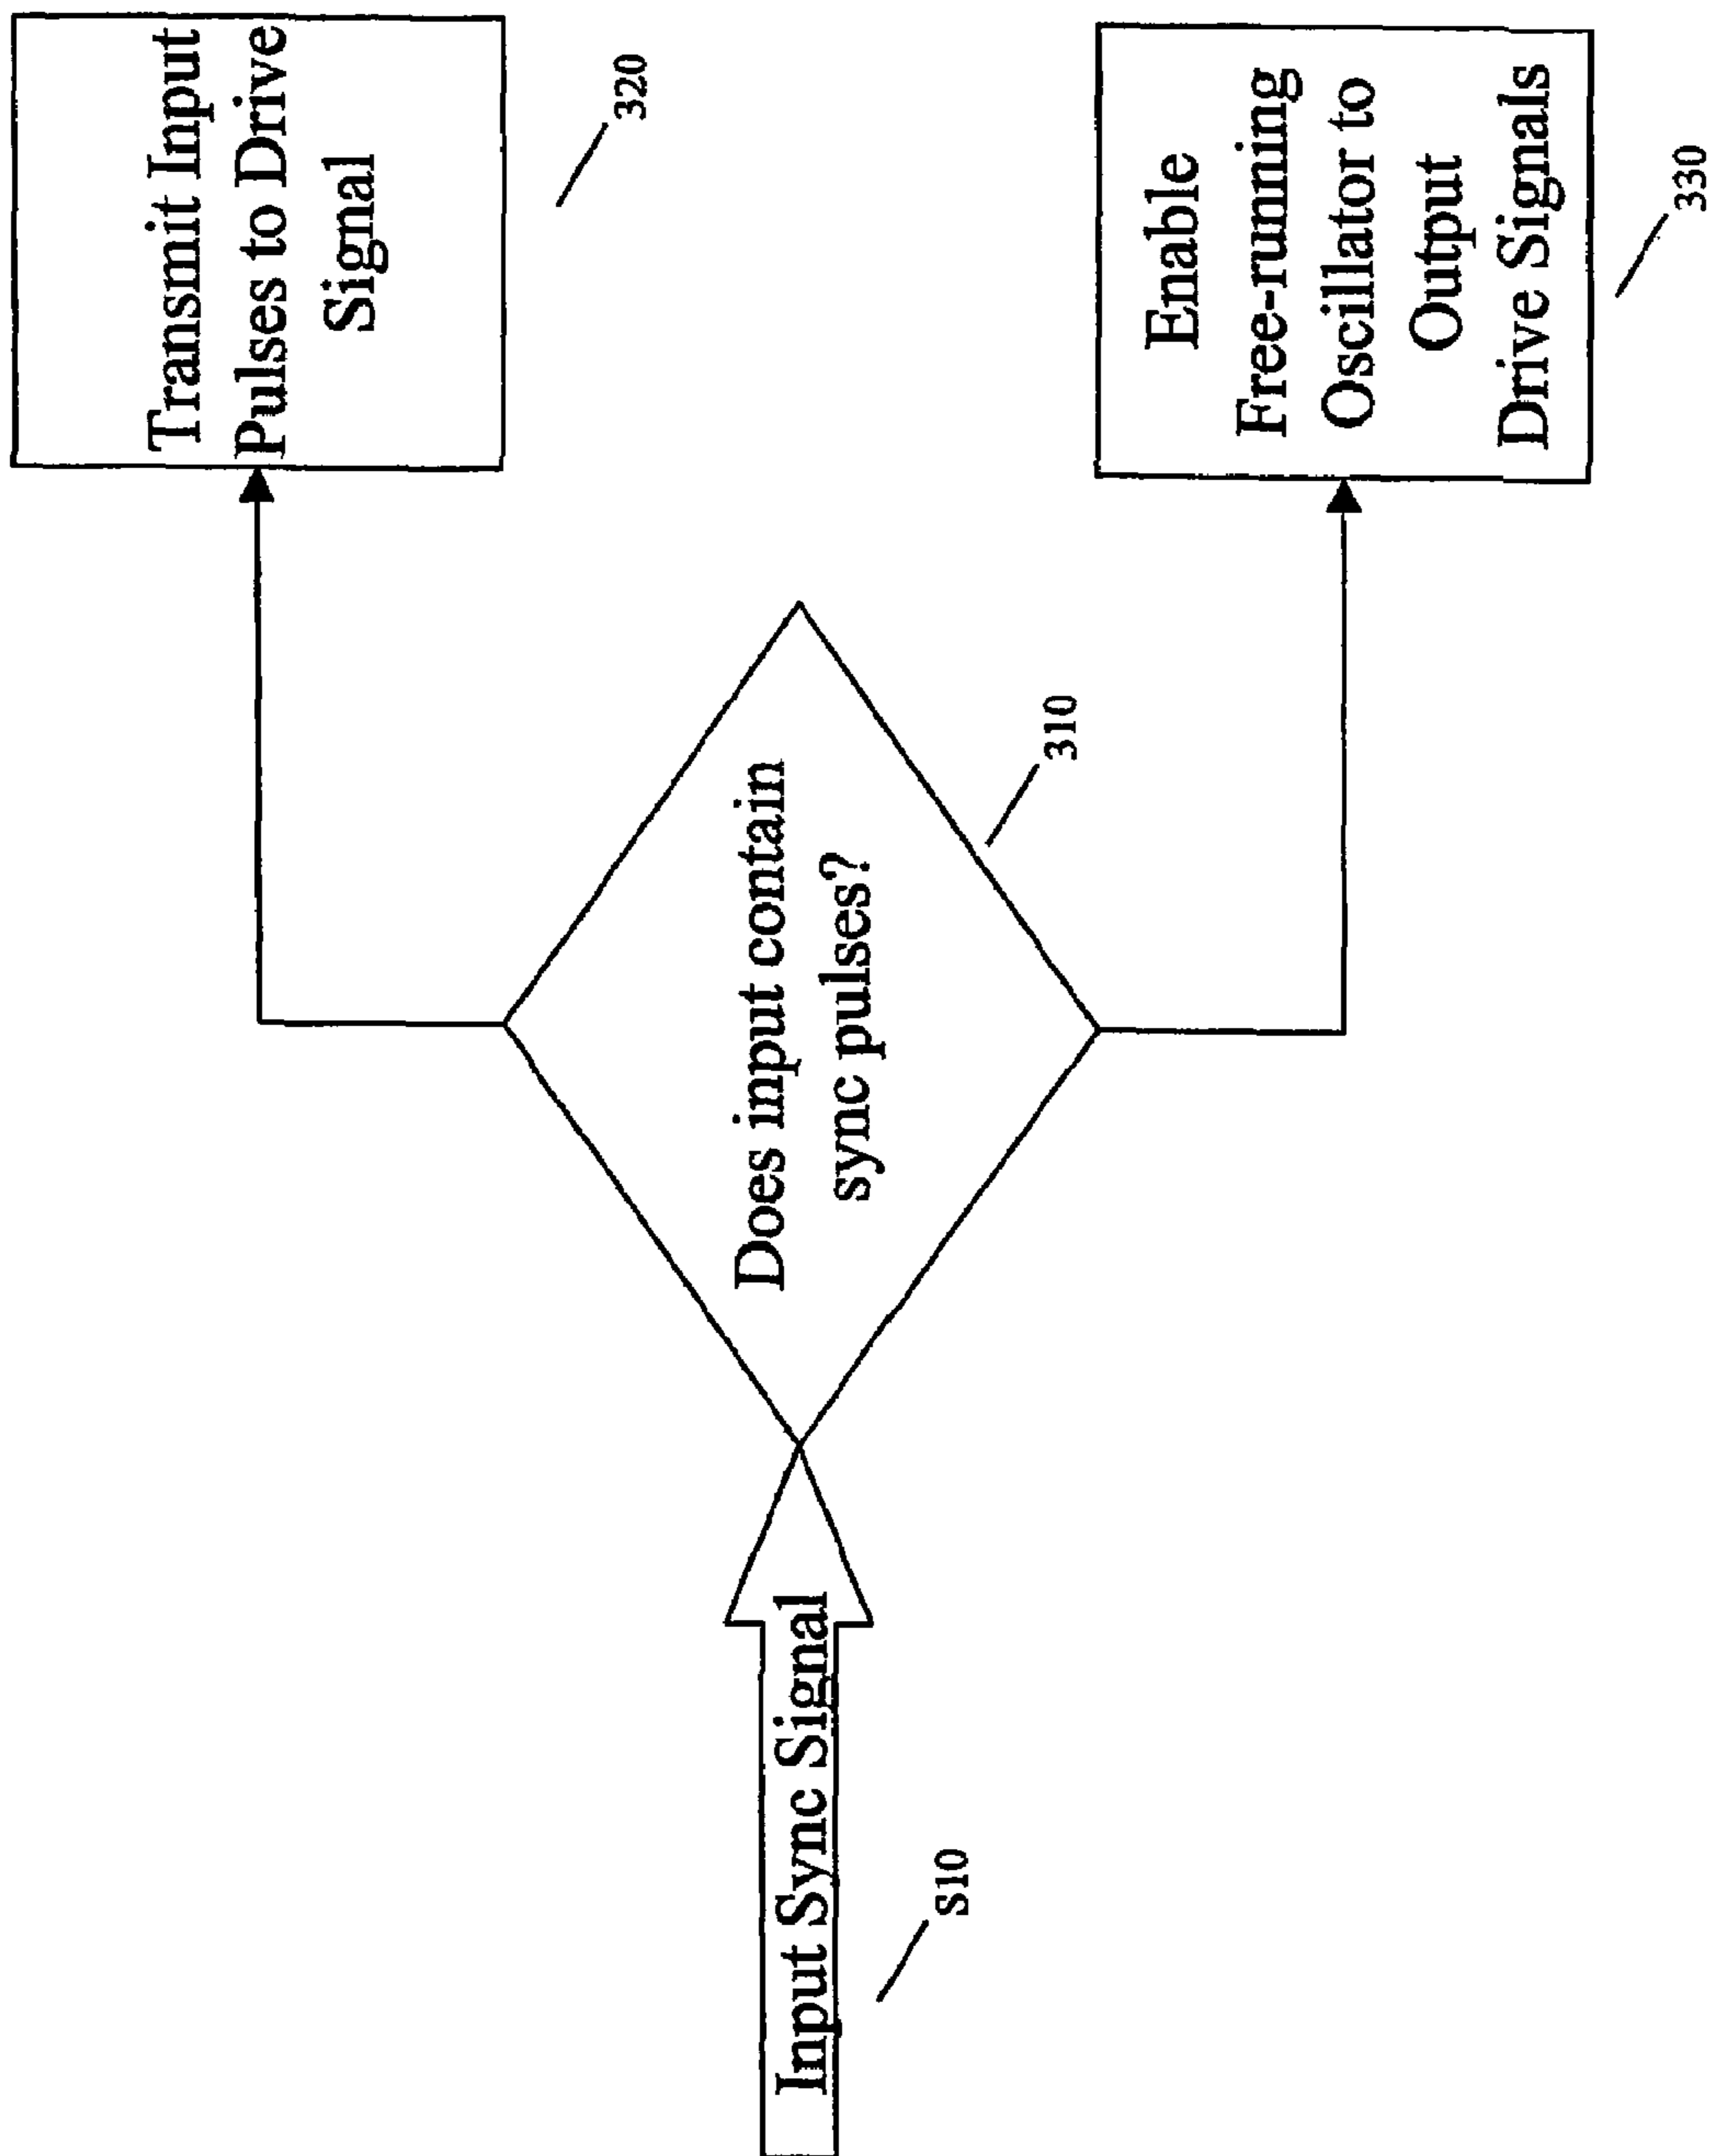 Input Sync Signal
S10
Does input contain
sync pulses?
310
Transmit Input
Pulses to Drive
Signal
320
Enable
Free-running
Oscillator to
Output
Drive Signals
330